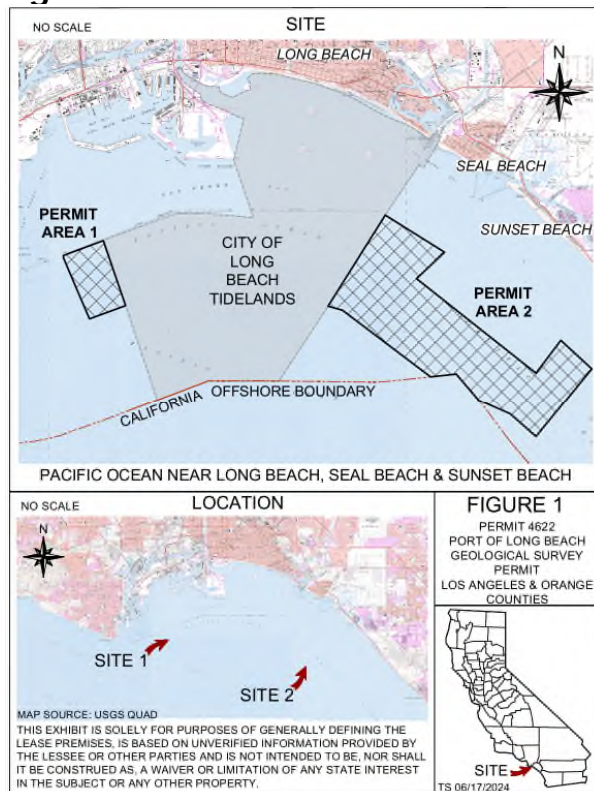 NO SCALE
SITE
LONG BEACH
N
SEAL BEACH
SUNSET BEACH
PERMIT
AREA 1
CITY OF
LONG
BEACH
TIDELANDS
PERMIT
AREA 2
CALIFORNIA OFFSHORE BOUNDARY
PACIFIC OCEAN NEAR LONG BEACH, SEAL BEACH & SUNSET BEACH
NO SCALE
LOCATION
N
SITE 1
SITE 2
MAP SOURCE: USGS QUAD
THIS EXHIBIT IS SOLELY FOR PURPOSES OF GENERALLY DEFINING THE
LEASE PREMISES, IS BASED ON UNVERIFIED INFORMATION PROVIDED BY
THE LESSEE OR OTHER PARTIES AND IS NOT INTENDED TO BE, NOR SHALL
IT BE CONSTRUED AS, A WAIVER OR LIMITATION OF ANY STATE INTEREST
IN THE SUBJECT OR ANY OTHER PROPERTY.
FIGURE 1
PERMIT 4622
PORT OF LONG BEACH
GEOLOGICAL SURVEY
PERMIT
LOS ANGELES & ORANGE
COUNTIES
SITE
TS 06/17/2024